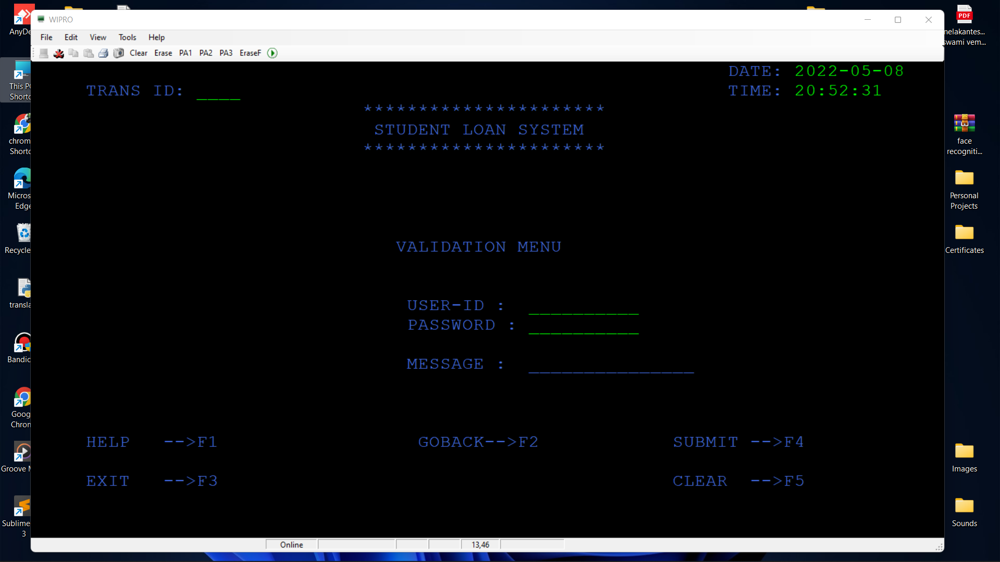 WIPRO
File Edit View Tools Help
Clear Erase PA1 PA2 PA3 EraseF
DATE: 2022-05-08
TRANS ID: ____ TIME: 20:52:31
**********************
STUDENT LOAN SYSTEM
**********************
VALIDATION MENU
USER-ID : __________
PASSWORD : __________
MESSAGE : _______________
HELP -->F1 GOBACK-->F2 SUBMIT -->F4
EXIT -->F3 CLEAR -->F5
Online 13,46
AnyDe
This PC
Shortc
chrom
Shortc
Micros
Edge
Recycle
transla
Bandic
Goog
Chron
Groove M
Sublime
3
PDF
nelakantes...
swami vem...
face
recogniti...
Personal
Projects
Certificates
Images
Sounds